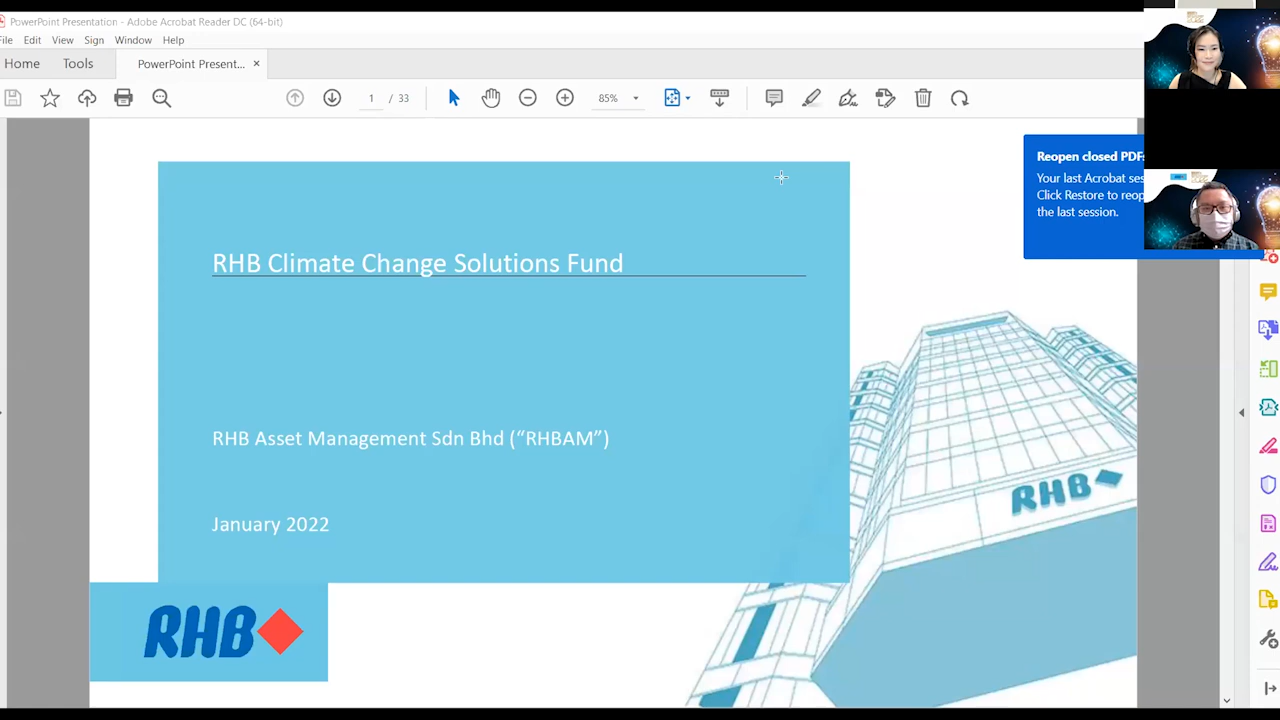 PowerPoint Presentation - Adobe Acrobat Reader DC (64-bit)
File Edit View Sign Window Help
Home Tools PowerPoint Present... ×
1 / 33 85%
Reopen closed PDF
Your last Acrobat ses
Click Restore to reop
the last session.
RHB Climate Change Solutions Fund
RHB Asset Management Sdn Bhd (“RHBAM”)
January 2022
RHB
RHB